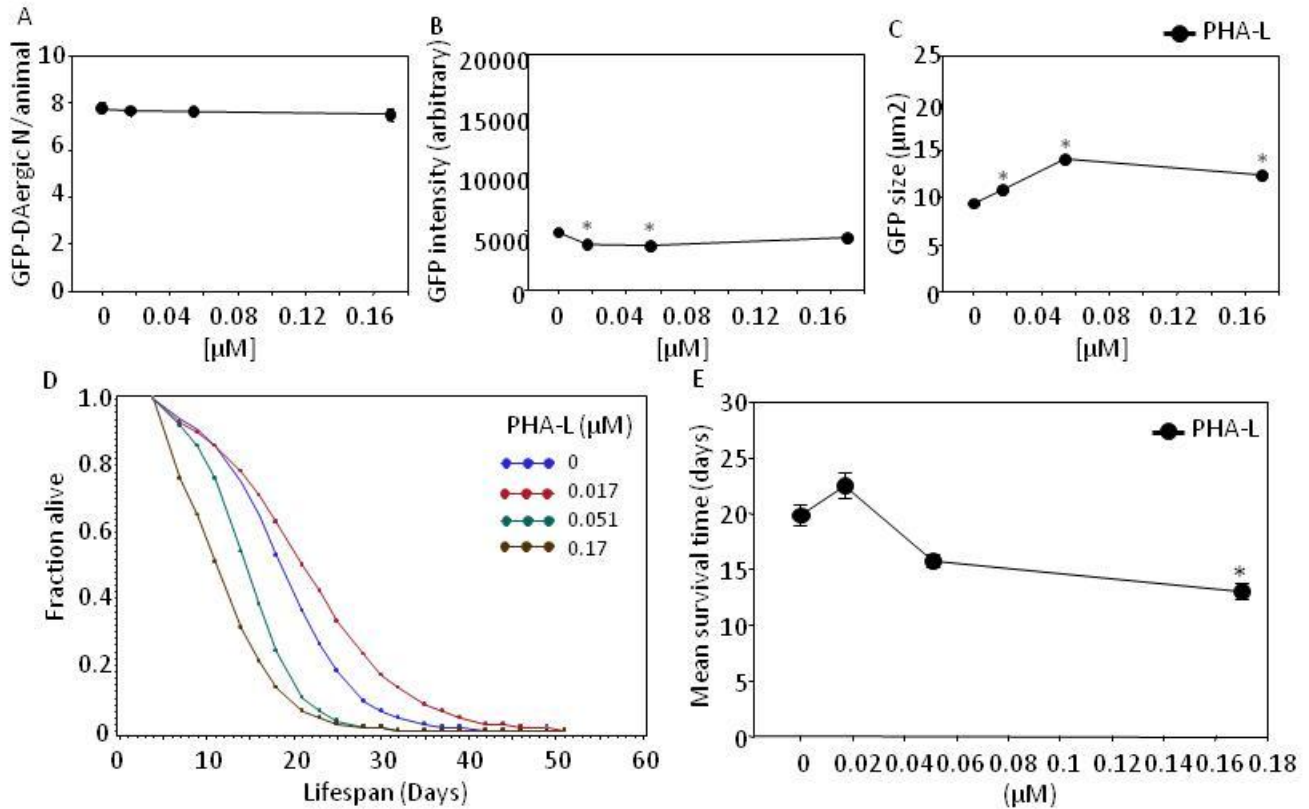 A
GFP-DAergic N/animal
10
8
6
4
2
0
0 0.04 0.08 0.12 0.16
[µM]
B
GFP intensity (arbitrary)
20000
15000
10000
5000
0
* *
0 0.04 0.08 0.12 0.16
[µM]
C
PHA-L
GFP size (µm2)
25
20
15
10
5
0
* * *
0 0.04 0.08 0.12 0.16
[µM]
D
Fraction alive
1.0
0.8
0.6
0.4
0.2
0
PHA-L (µM)
0
0.017
0.051
0.17
0 10 20 30 40 50 60
Lifespan (Days)
E
PHA-L
Mean survival time (days)
30
25
20
15
10
5
0
*
0 0.02 0.04 0.06 0.08 0.1 0.12 0.14 0.16 0.18
(µM)